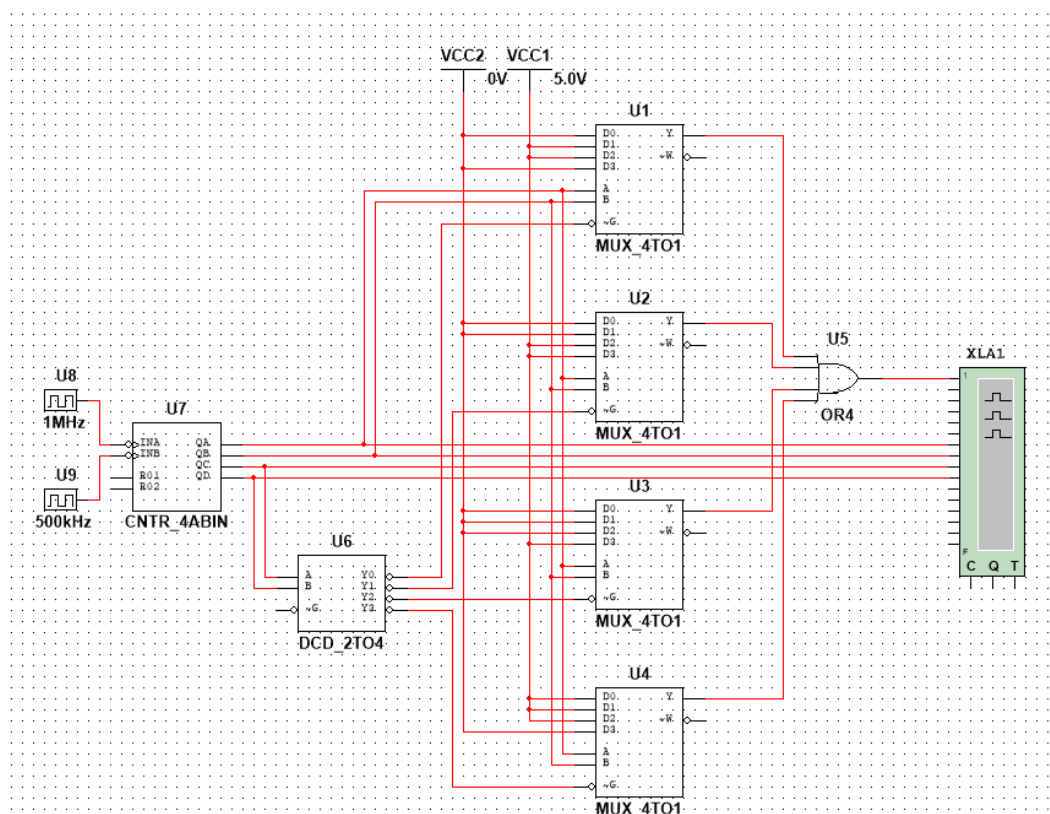 VCC2 VCC1
0V 5.0V
U1
D0. Y.
D1
D2 ~W.
D3.
A
B
~G.
MUX_4TO1
U2
D0. Y.
D1.
D2. ~W.
D3.
A
B
~G.
MUX_4TO1
U5
OR4
XLA1
1
F
C Q T
U8
1MHz
U7
INA QA.
INB QB.
QC.
R01 QD.
R02
CNTR_4ABIN
U9
500kHz
U3
D0. Y.
D1.
D2. ~W.
D3.
A
B
~G.
MUX_4TO1
U6
A Y0.
B Y1.
Y2.
~G. Y3.
DCD_2TO4
U4
D0. Y.
D1.
D2 ~W.
D3.
A
B
~G.
MUX_4TO1